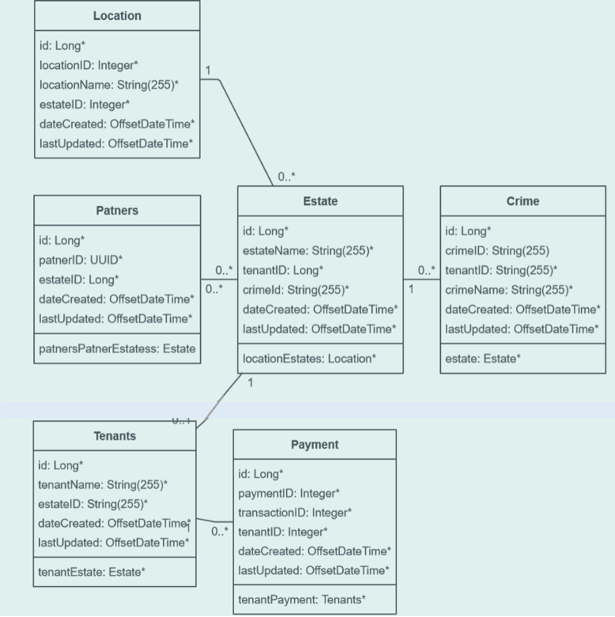 Location
id: Long*
locationID: Integer*
locationName: String(255)*
estateID: Integer*
dateCreated: OffsetDateTime*
lastUpdated: OffsetDateTime*
1
0..*
Patners
id: Long*
patnerID: UUID*
estateID: Long*
dateCreated: OffsetDateTime*
lastUpdated: OffsetDateTime*
patnersPatnerEstatess: Estate
0..*
0..*
Estate
id: Long*
estateName: String(255)*
tenantID: Long*
crimeId: String(255)*
dateCreated: OffsetDateTime*
lastUpdated: OffsetDateTime*
locationEstates: Location*
0..*
1
Crime
id: Long*
crimeID: String(255)
tenantID: String(255)*
crimeName: String(255)*
dateCreated: OffsetDateTime*
lastUpdated: OffsetDateTime*
estate: Estate*
1
Tenants
id: Long*
tenantName: String(255)*
estateID: String(255)*
dateCreated: OffsetDateTime*
lastUpdated: OffsetDateTime*
tenantEstate: Estate*
1
0..*
Payment
id: Long*
paymentID: Integer*
transactionID: Integer*
tenantID: Integer*
dateCreated: OffsetDateTime*
lastUpdated: OffsetDateTime*
tenantPayment: Tenants*